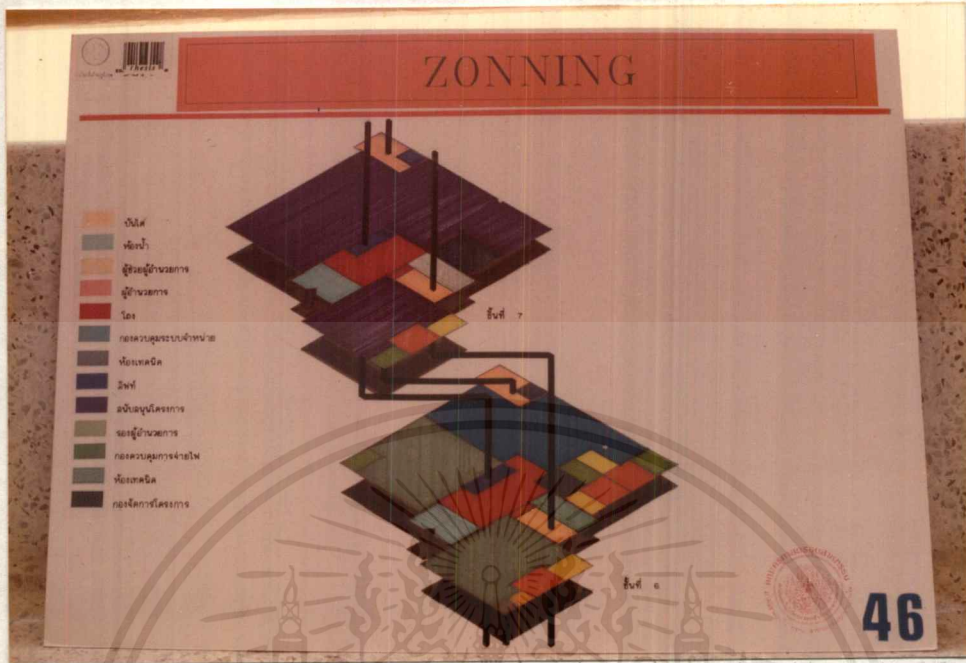 Thesis
ZONNING
บันได
ห้องน้ำ
ผู้ช่วยผู้อำนวยการ
ผู้อำนวยการ
โถง
กองควบคุมระบบจำหน่าย
ห้องเทคนิค
ลิฟท์
สนับสนุนโครงการ
รองผู้อำนวยการ
กองควบคุมการจ่ายไฟ
ห้องเทคนิค
กองจัดการโครงการ
ชั้นที่ 7
ชั้นที่ 6
46